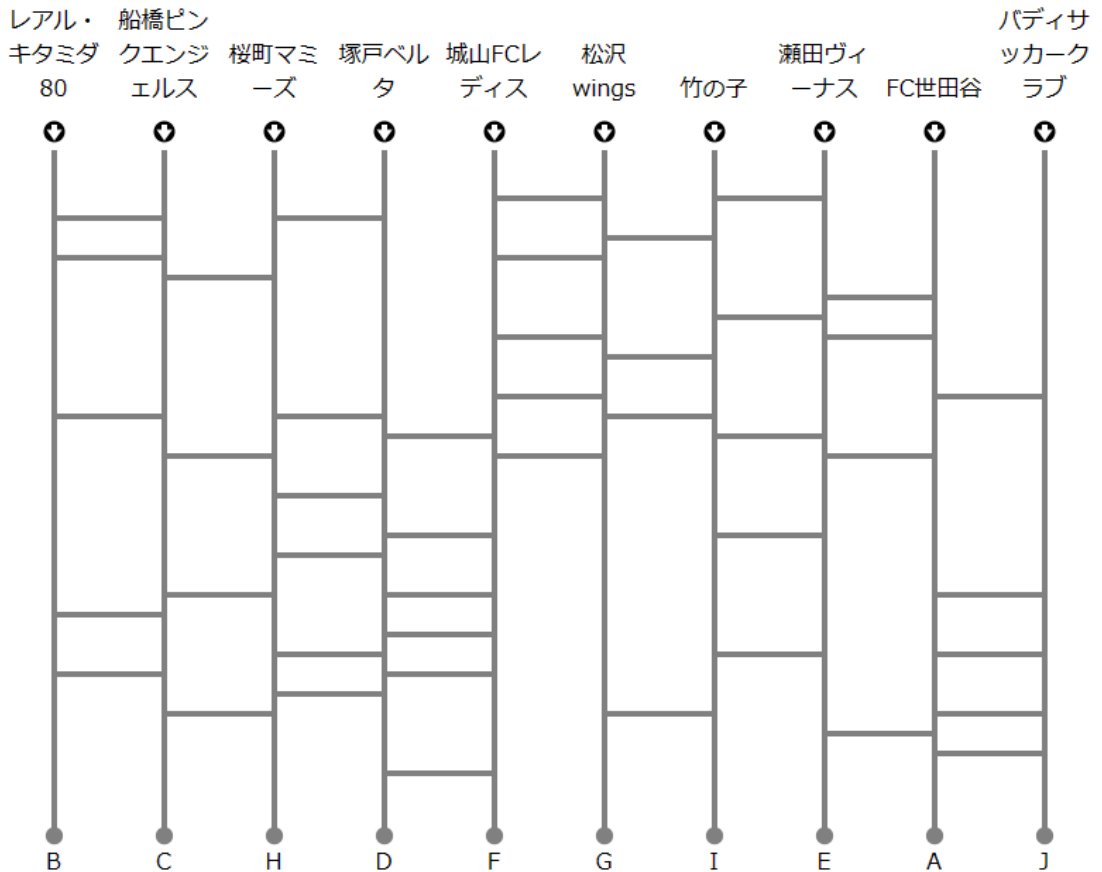 レアル・
キタミダ
80
船橋ピン
クエンジ
ェルス
桜町マミ
ーズ
塚戸ベル
タ
城山FCレ
ディス
松沢
wings
竹の子
瀬田ヴィ
ーナス
FC世田谷
バディサ
ッカーク
ラブ
B
C
H
D
F
G
I
E
A
J